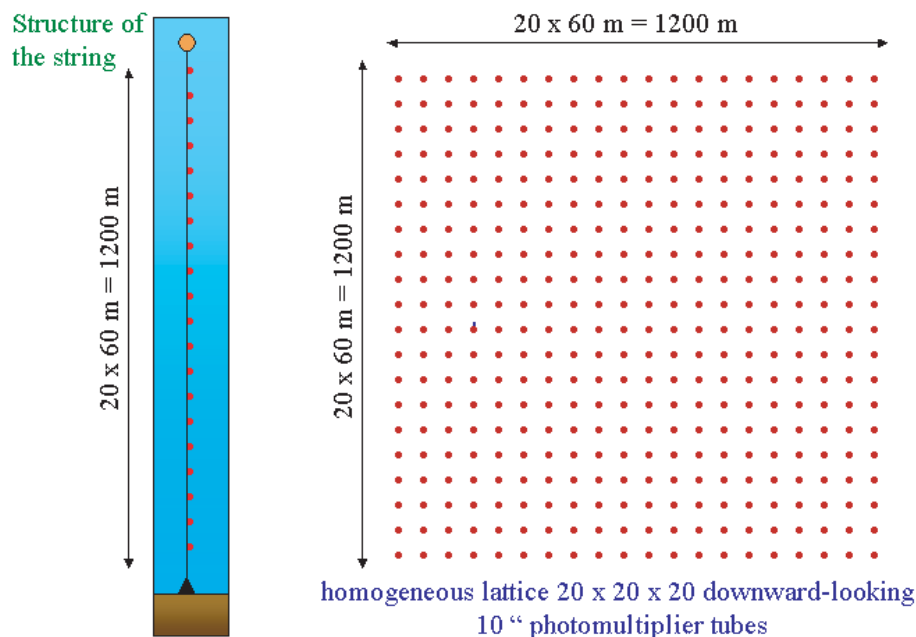 Structure of
the string
20 x 60 m = 1200 m
20 x 60 m = 1200 m
20 x 60 m = 1200 m
homogeneous lattice 20 x 20 x 20 downward-looking
10 “ photomultiplier tubes